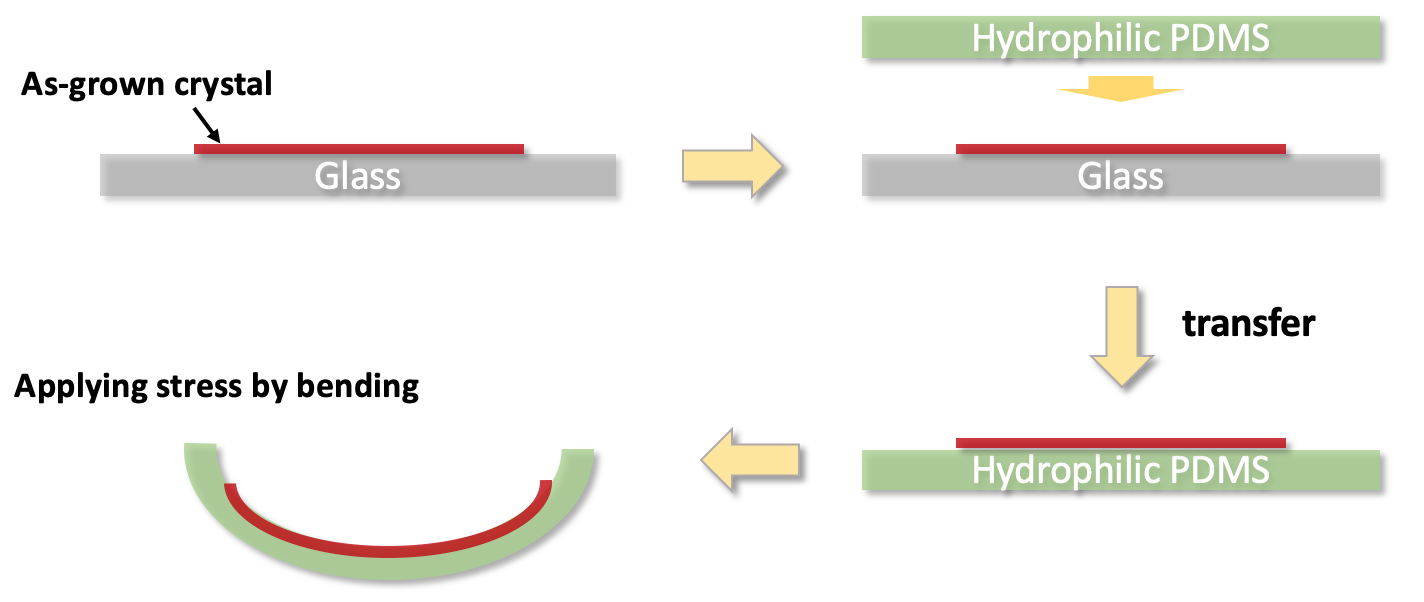 As-grown crystal
Glass
Hydrophilic PDMS
Glass
transfer
Hydrophilic PDMS
Applying stress by bending